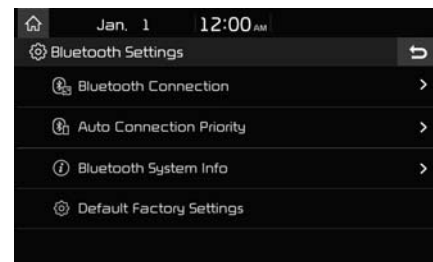 Jan. 1 12:00 AM
Bluetooth Settings
Bluetooth Connection
Auto Connection Priority
Bluetooth System Info
Default Factory Settings